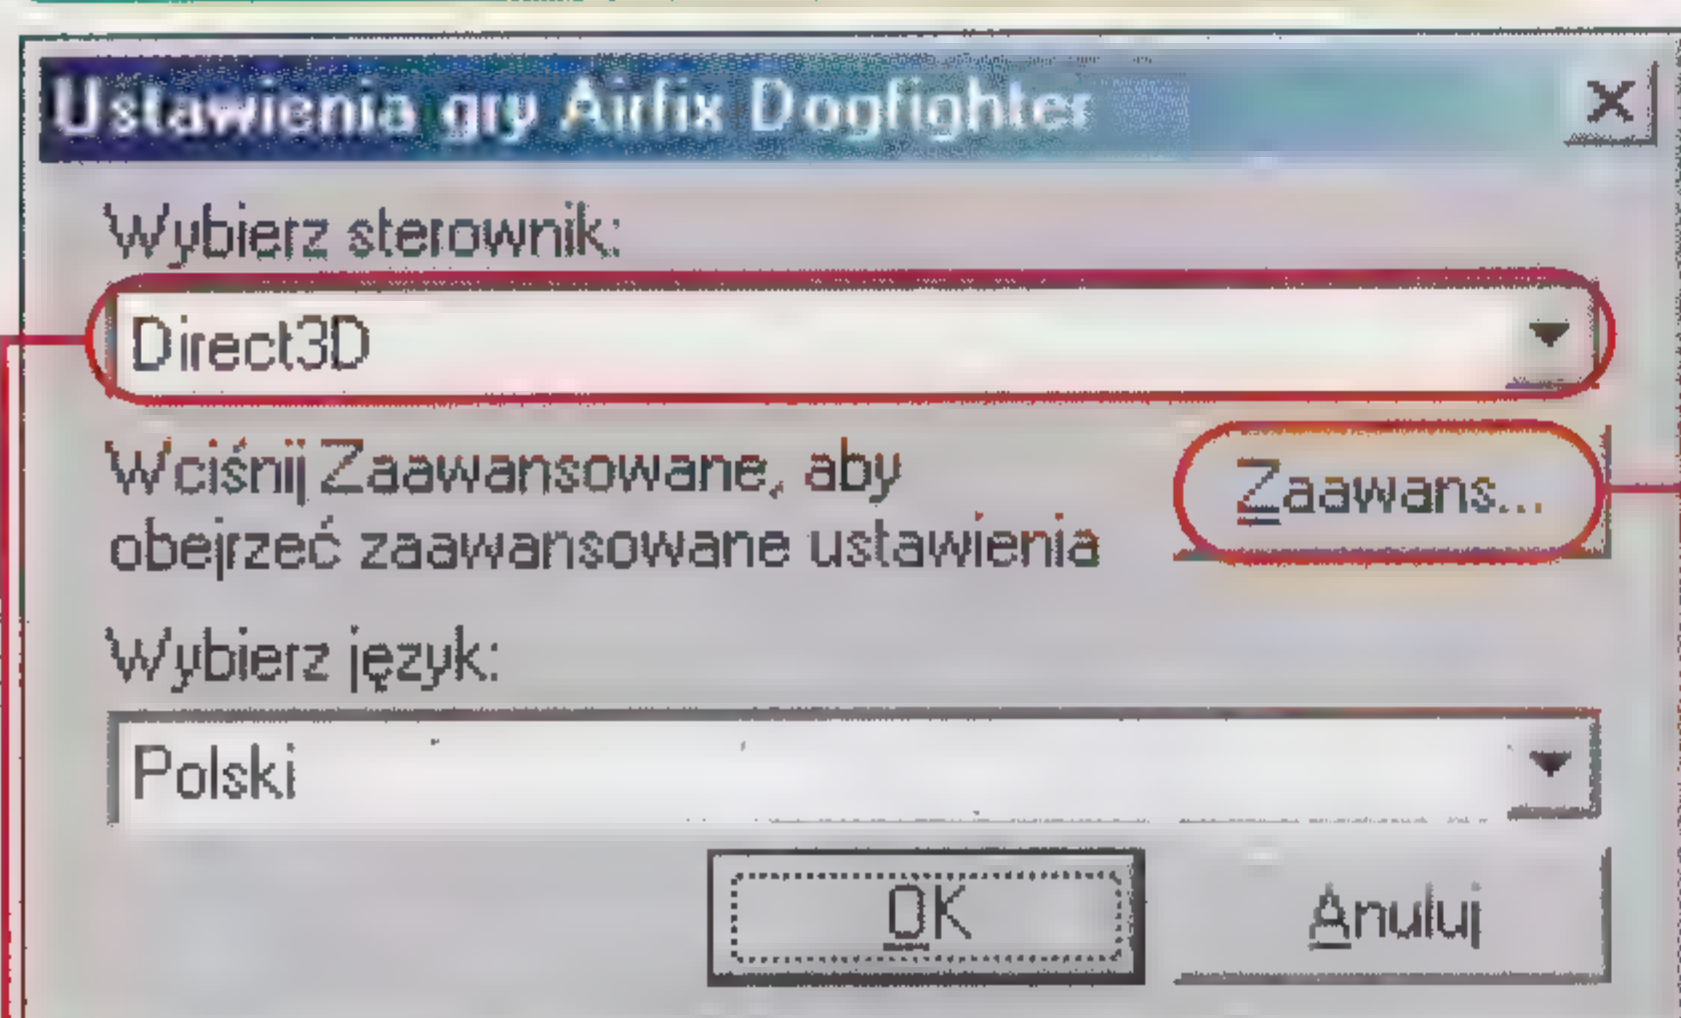 Ustawienia gry Airfix Dogfighter
Wybierz sterownik:
Direct3D
Wciśnij Zaawansowane, aby
obejrzeć zaawansowane ustawienia
Zaawans...
Wybierz język:
Polski
OK
Anuluj